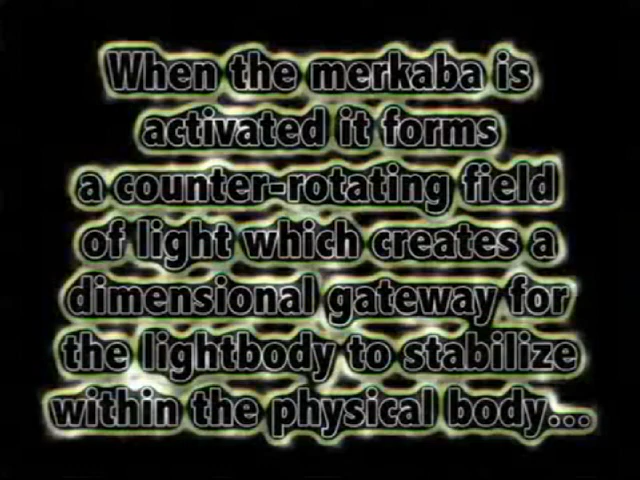 When the merkaba is
activated it forms
a counter-rotating field
of light which creates a
dimensional gateway for
the lightbody to stabilize
within the physical body...